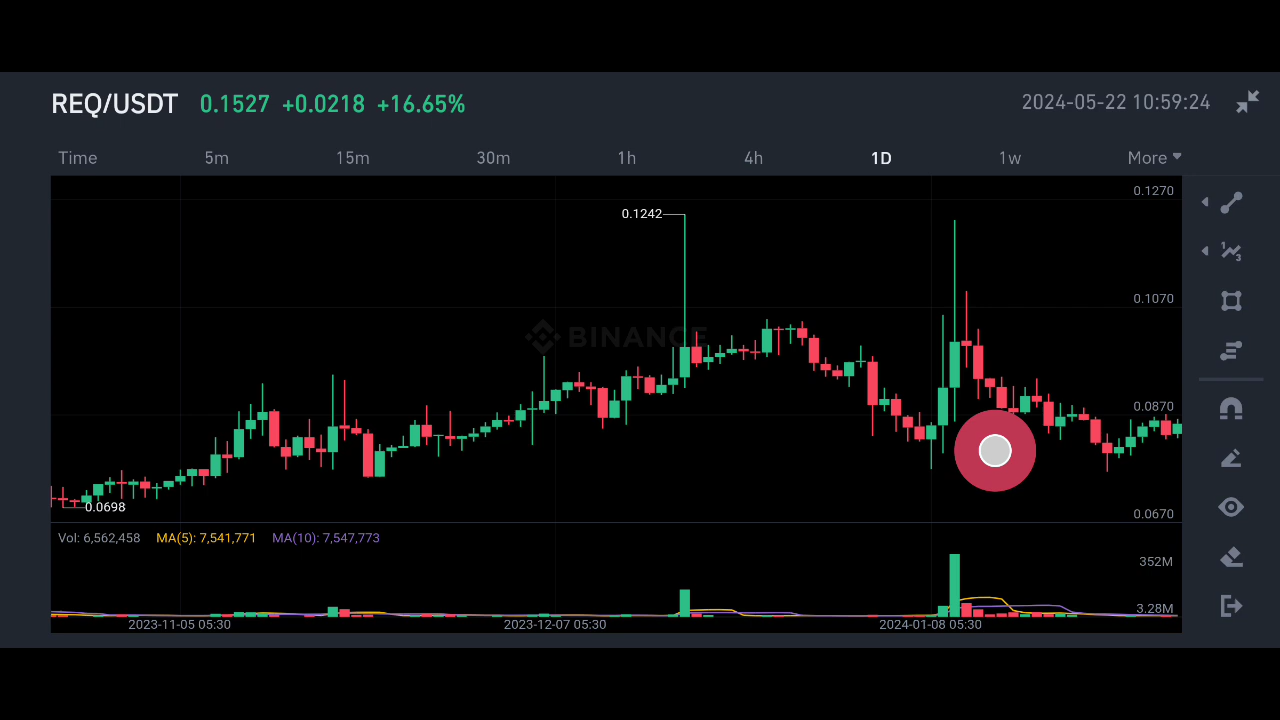 REQ/USDT 0.1527 +0.0218 +16.65% 2024-05-22 10:59:24
Time 5m 15m 30m 1h 4h 1D 1w More
0.1270
0.1242
0.1070
BINANCE
0.0870
0.0698
0.0670
Vol: 6,562,458 MA(5): 7,541,771 MA(10): 7,547,773
352M
3.28M
2023-11-05 05:30 2023-12-07 05:30 2024-01-08 05:30